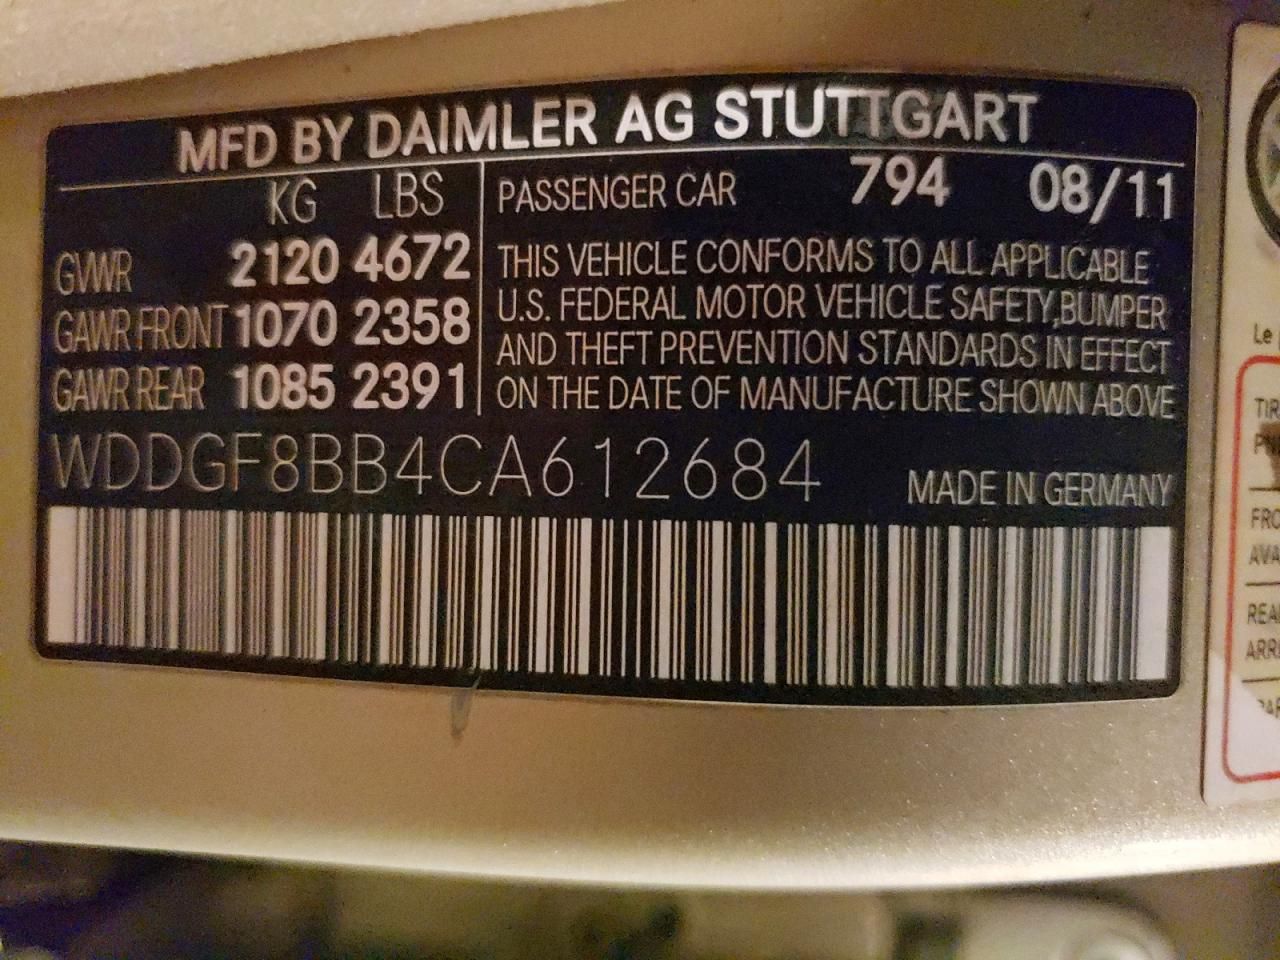 MFD BY DAIMLER AG STUTTGART
KG LBS
GVWR 2120 4672
GAWR FRONT 1070 2358
GAWR REAR 1085 2391
PASSENGER CAR 794 08/11
THIS VEHICLE CONFORMS TO ALL APPLICABLE
U.S. FEDERAL MOTOR VEHICLE SAFETY,BUMPER
AND THEFT PREVENTION STANDARDS IN EFFECT
ON THE DATE OF MANUFACTURE SHOWN ABOVE
WDDGF8BB4CA612684
MADE IN GERMANY
Le